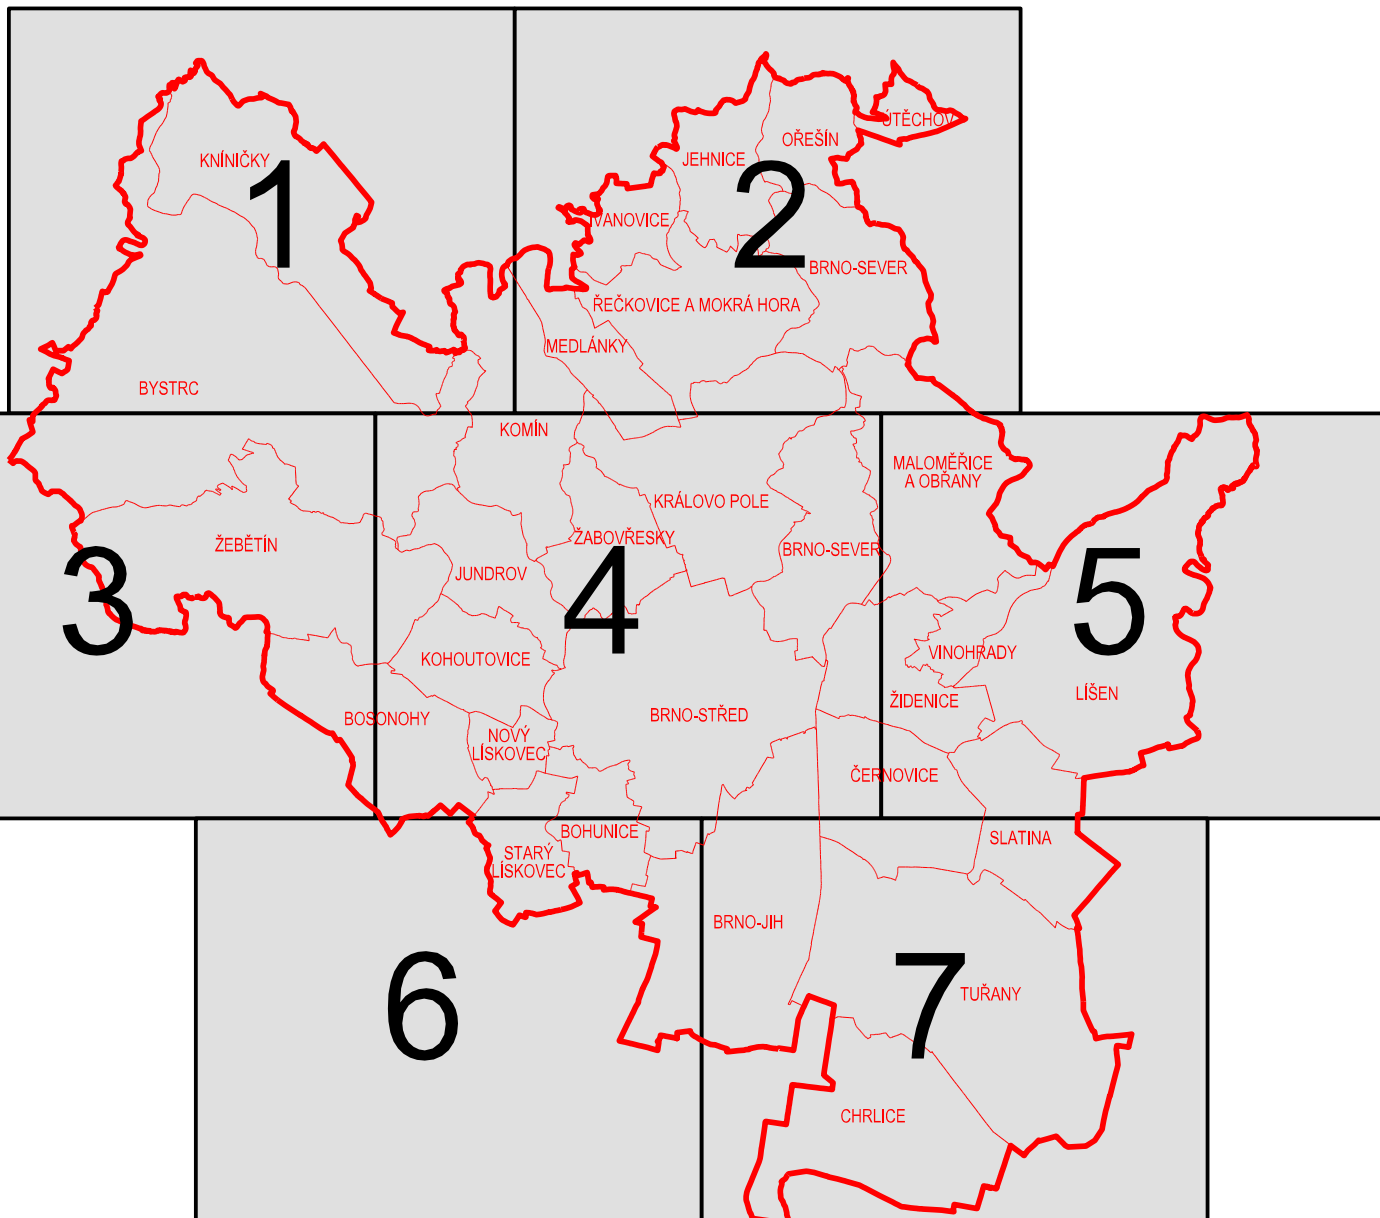 ÚTĚCHOV
OŘEŠÍN
KNÍNIČKY
JEHNICE
1
2
IVANOVICE
BRNO-SEVER
ŘEČKOVICE A MOKRÁ HORA
MEDLÁNKY
BYSTRC
KOMÍN
MALOMĚŘICE
A OBŘANY
KRÁLOVO POLE
ŽEBĚTÍN
ŽABOVŘESKY
BRNO-SEVER
JUNDROV
3
4
5
VINOHRADY
KOHOUTOVICE
LÍŠEN
ŽIDENICE
BOSONOHY
BRNO-STŘED
NOVÝ
LÍSKOVEC
ČERNOVICE
BOHUNICE
SLATINA
STARÝ
LÍSKOVEC
BRNO-JIH
6
7
TUŘANY
CHRLICE